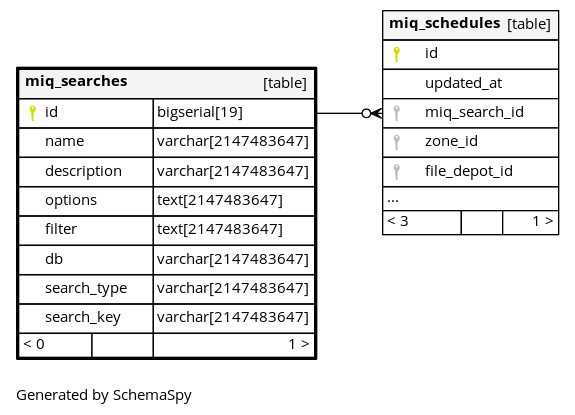 miq_schedules [table]
id
updated_at
miq_search_id
zone_id
file_depot_id
...
< 3 1 >
miq_searches [table]
id bigserial[19]
name varchar[2147483647]
description varchar[2147483647]
options text[2147483647]
filter text[2147483647]
db varchar[2147483647]
search_type varchar[2147483647]
search_key varchar[2147483647]
< 0 1 >
Generated by SchemaSpy